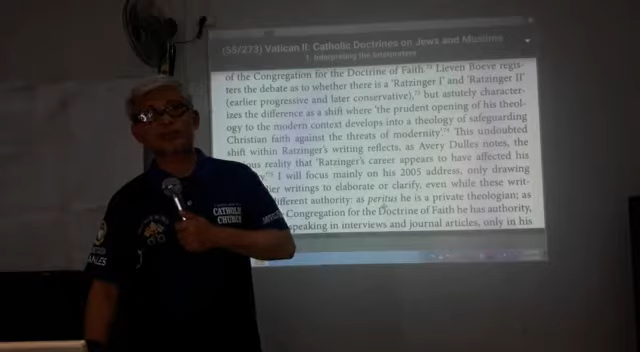 (55/273) Vatican II: Catholic Doctrines on Jews and Muslims
1. Interpreting the Interpreters
of the Congregation for the Doctrine of Faith.⁷² Lieven Boeve regis-
ters the debate as to whether there is a 'Ratzinger I' and 'Ratzinger II'
(earlier progressive and later conservative),⁷³ but astutely character-
izes the difference as a shift where 'the prudent opening of his theol-
ogy to the modern context develops into a theology of safeguarding
Christian faith against the threats of modernity'.⁷⁴ This undoubted
shift within Ratzinger's writing reflects, as Avery Dulles notes, the
reality that 'Ratzinger's career appears to have affected his
I will focus mainly on his 2005 address, only drawing
writings to elaborate or clarify, even while these writ-
different authority: as peritus he is a private theologian; as
Congregation for the Doctrine of Faith he has authority,
speaking in interviews and journal articles, only in his
CATHOLIC
CHURCH